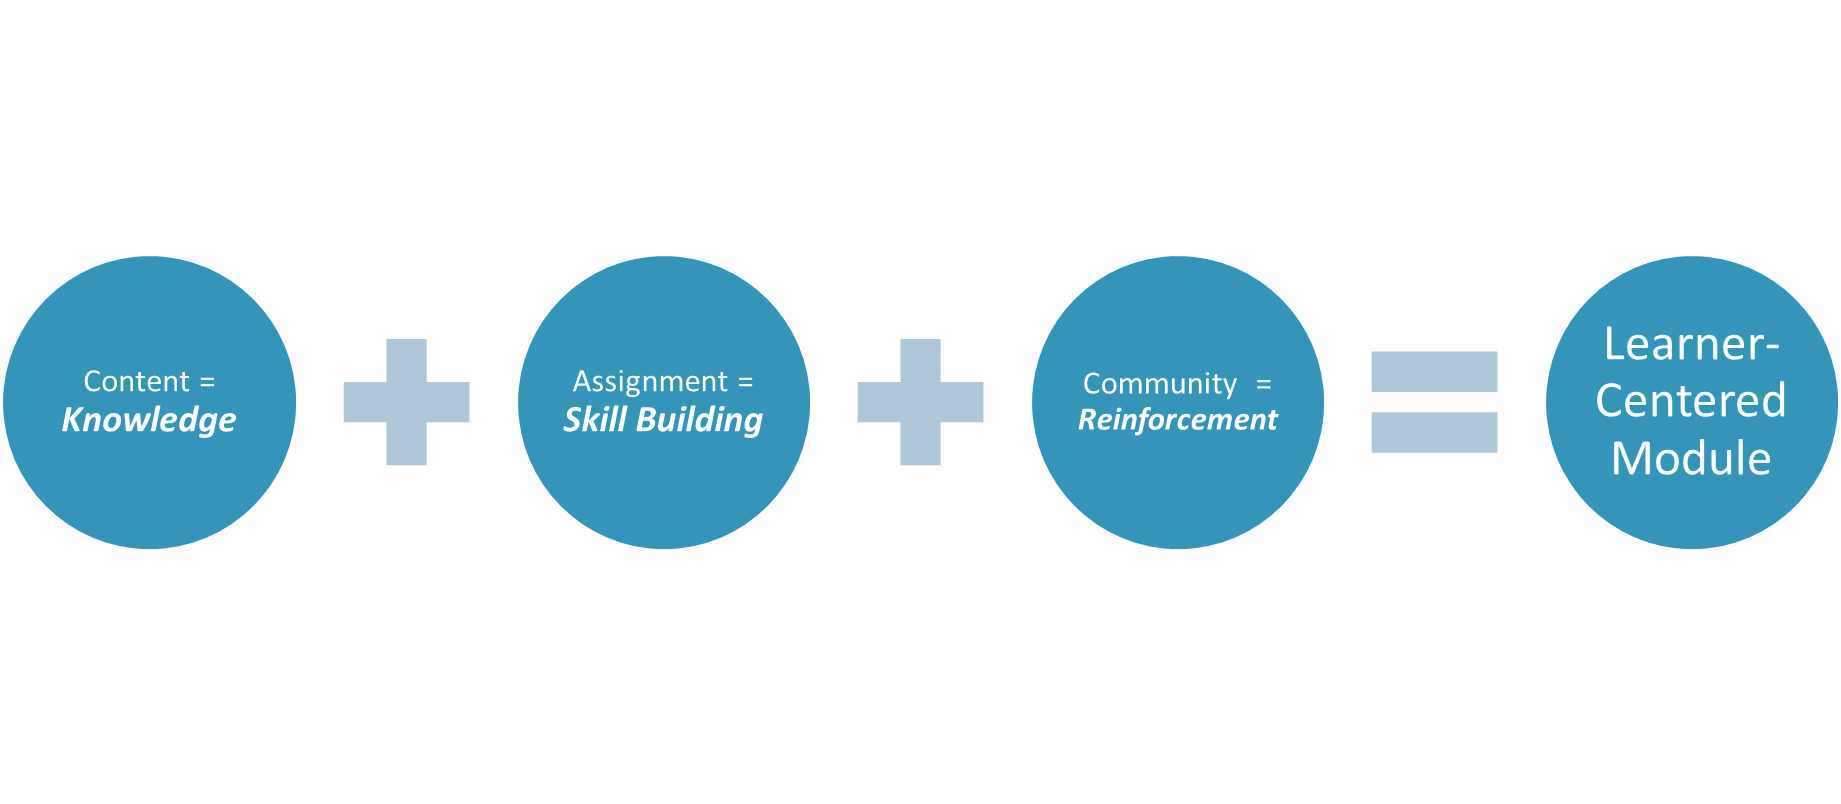 Content =
Knowledge
Assignment =
Skill Building
Community =
Reinforcement
Learner-
Centered
Module